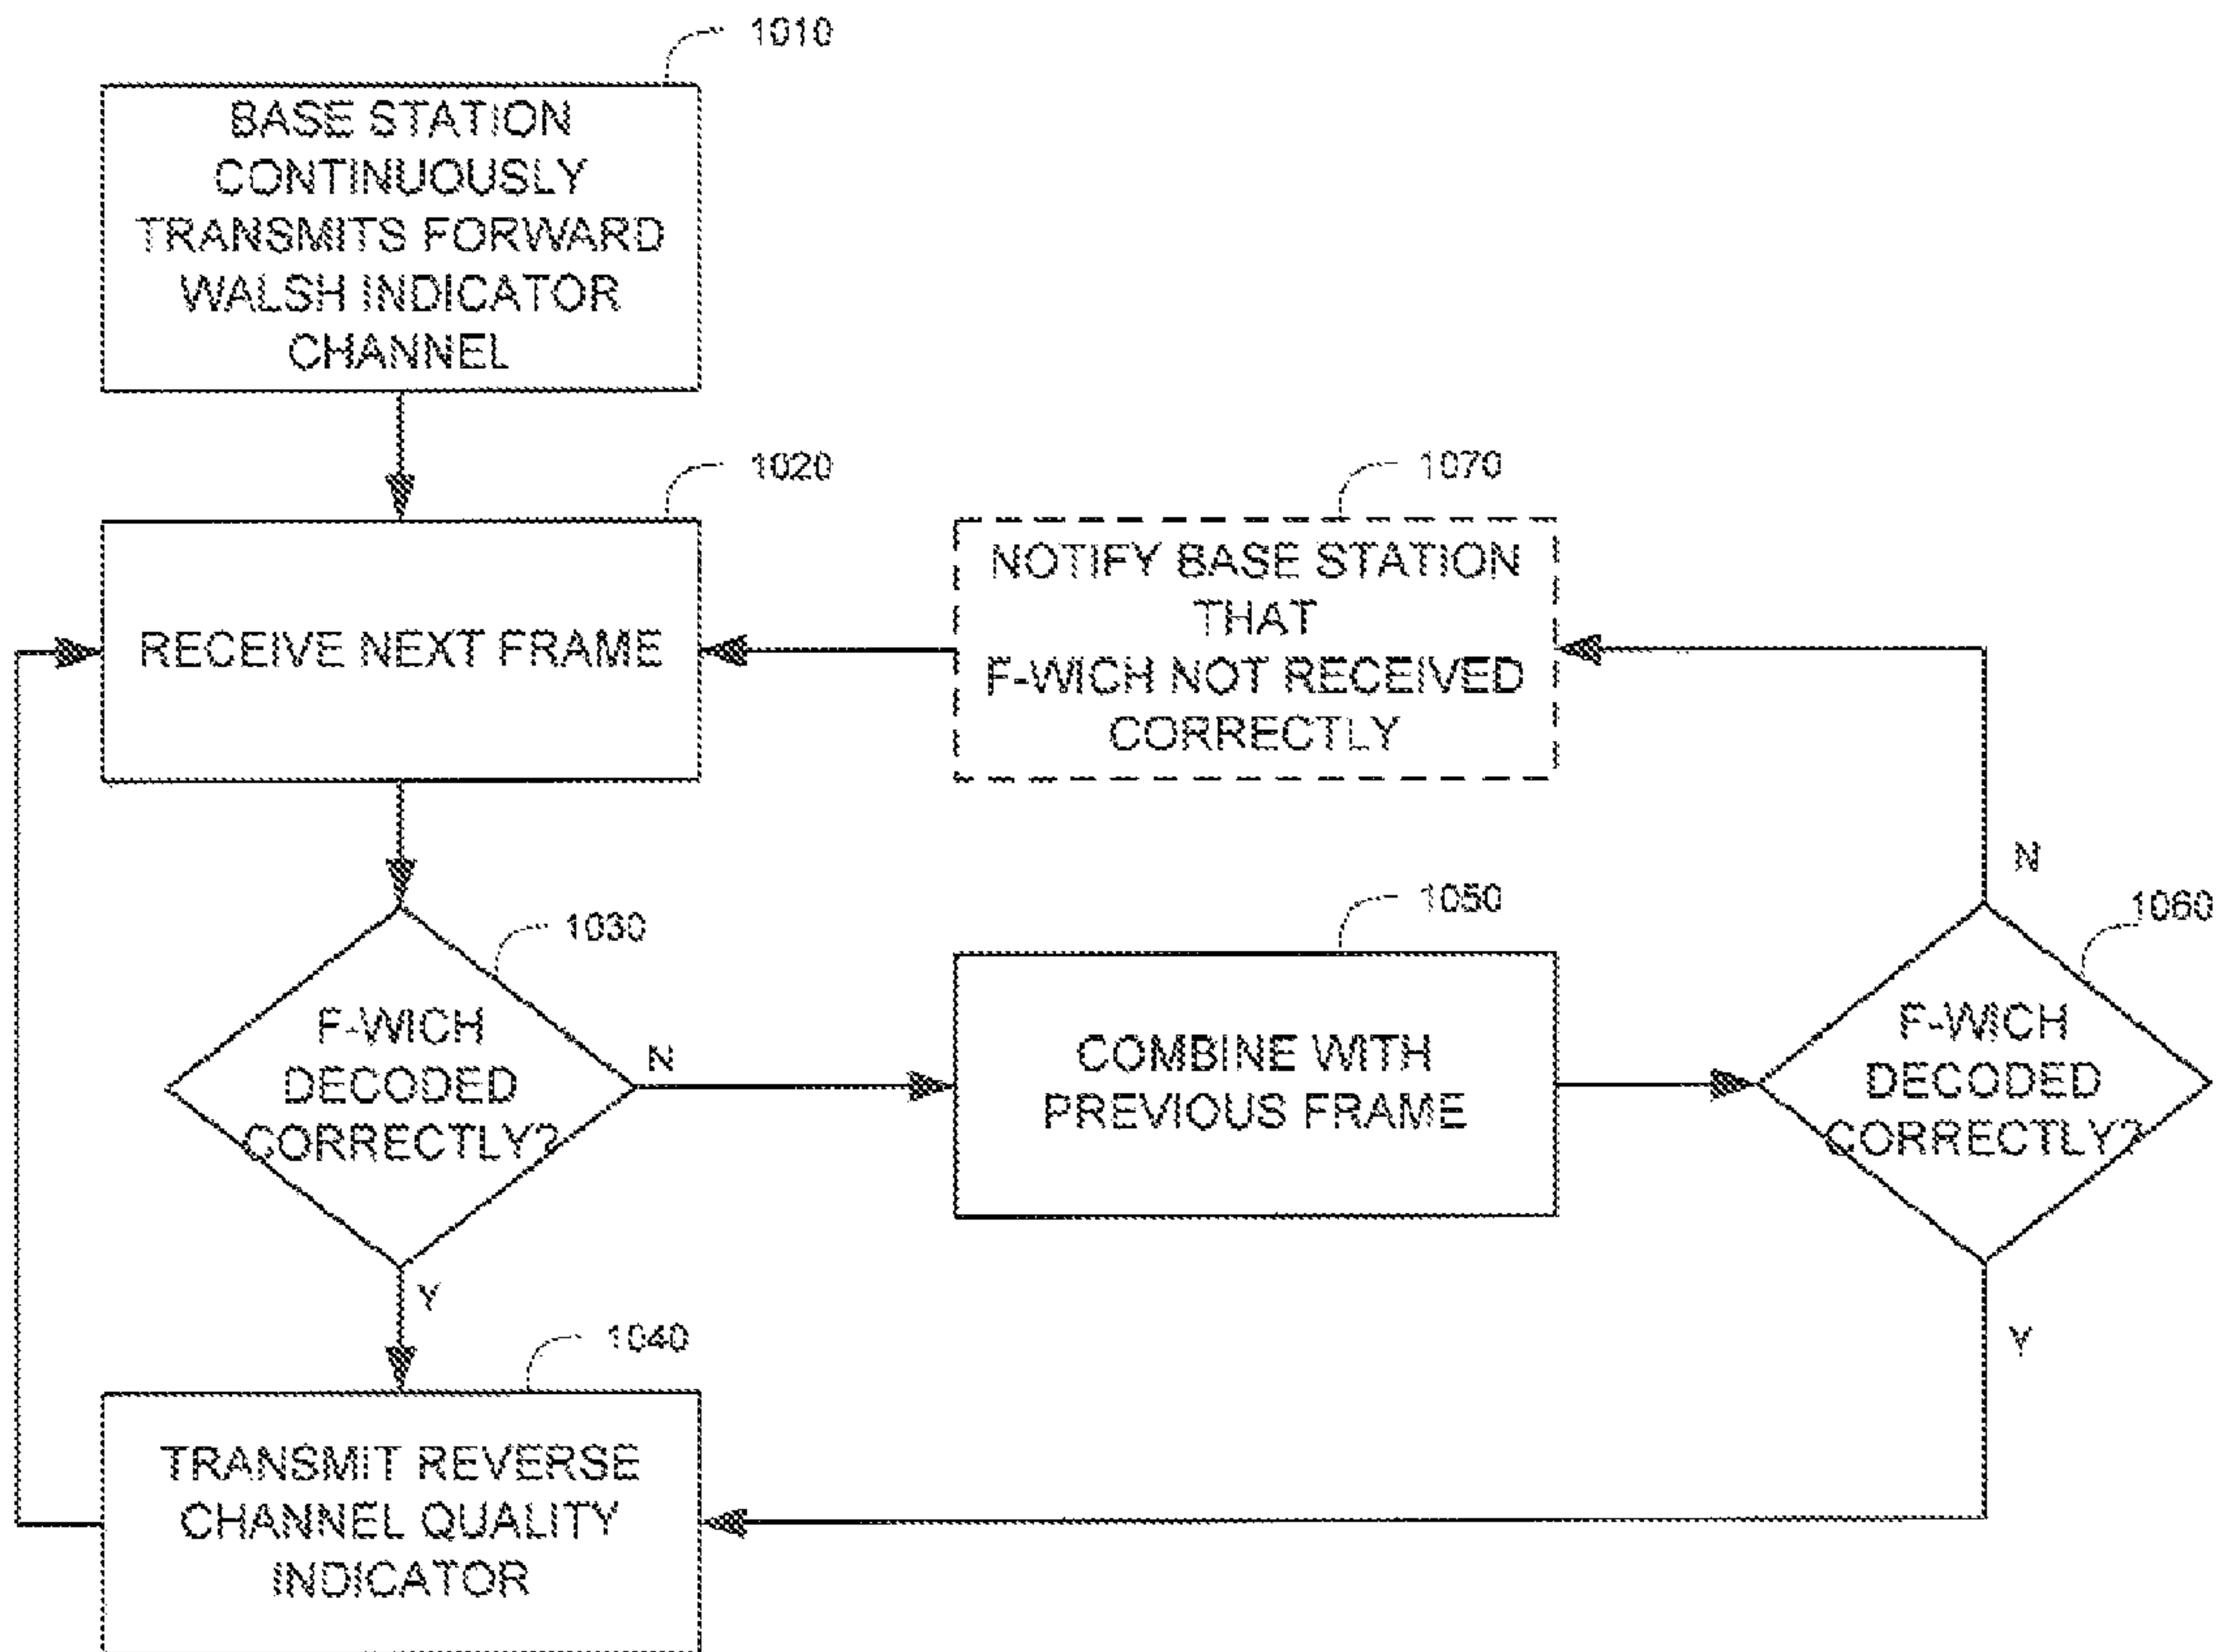 1010
BASE STATION
CONTINUOUSLY
TRANSMITS FORWARD
WALSH INDICATOR
CHANNEL
1020
RECEIVE NEXT FRAME
1070
NOTIFY BASE STATION
THAT
F-WICH NOT RECEIVED
CORRECTLY
1030
F-WICH
DECODED
CORRECTLY?
N
Y
1050
COMBINE WITH
PREVIOUS FRAME
1060
F-WICH
DECODED
CORRECTLY?
N
Y
1040
TRANSMIT REVERSE
CHANNEL QUALITY
INDICATOR